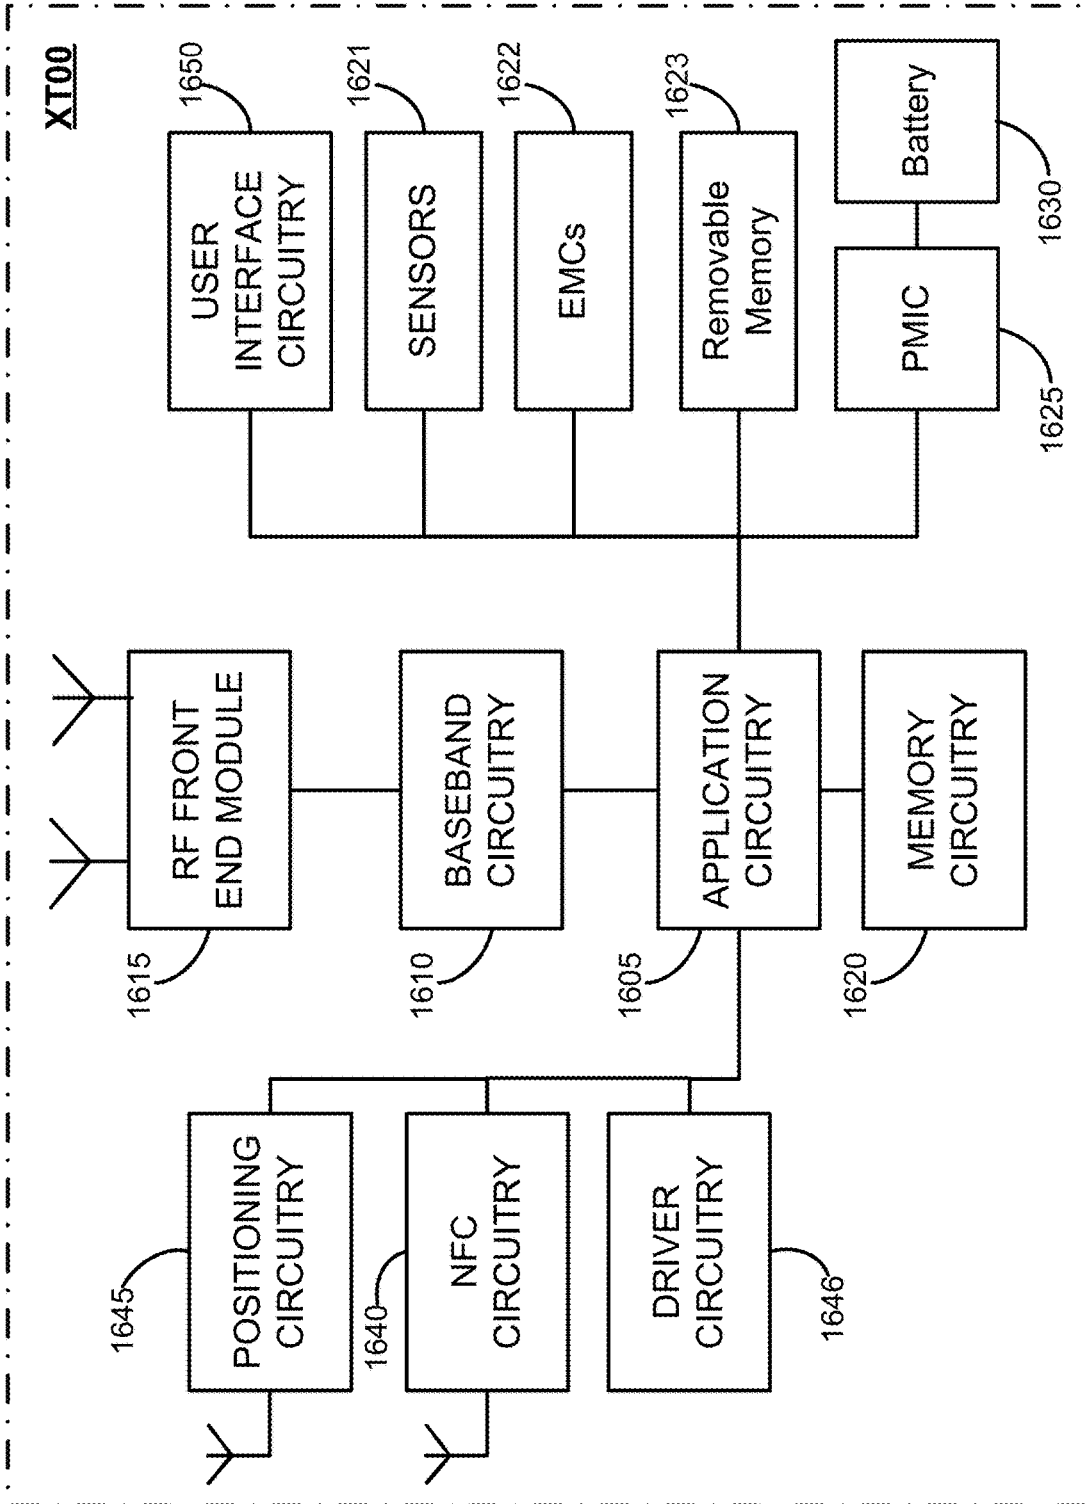 XT00
1650
USER
INTERFACE
CIRCUITRY
1621
SENSORS
1622
EMCs
1623
Removable
Memory
Battery
1630
PMIC
1625
RF FRONT
END MODULE
1615
BASEBAND
CIRCUITRY
1610
APPLICATION
CIRCUITRY
1605
MEMORY
CIRCUITRY
1620
POSITIONING
CIRCUITRY
1645
NFC
CIRCUITRY
1640
DRIVER
CIRCUITRY
1646